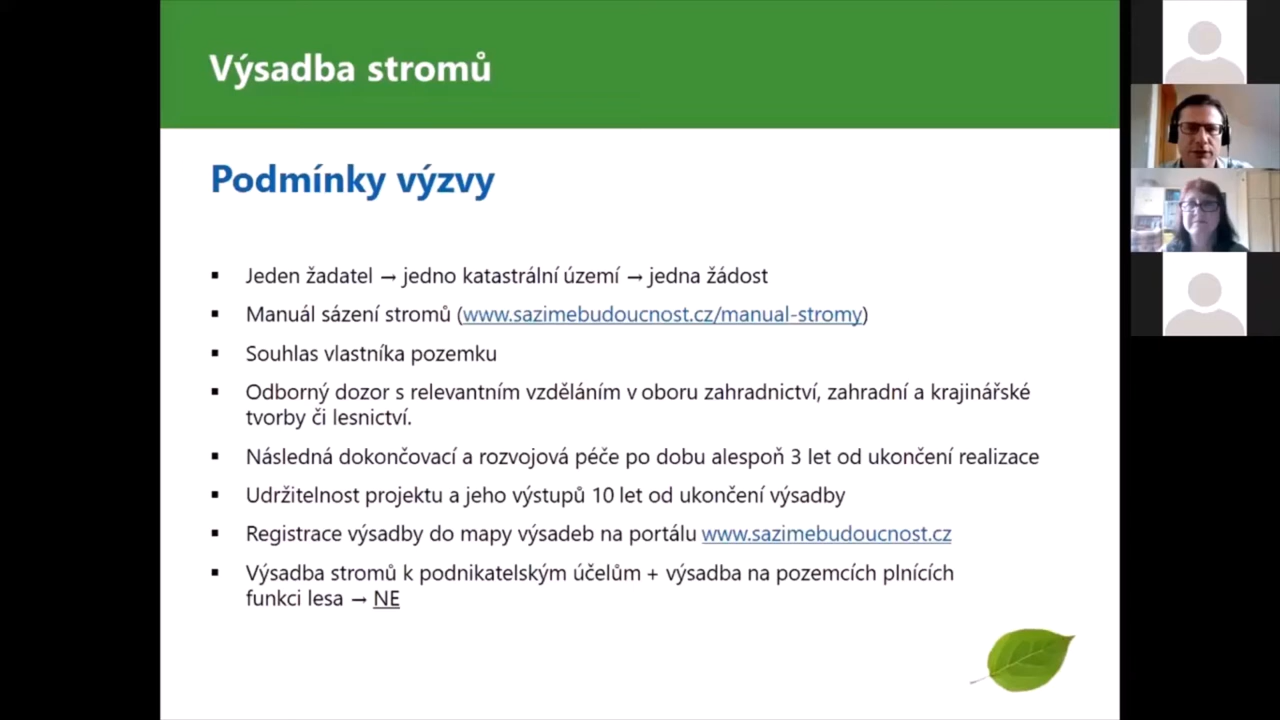 Výsadba stromů
Podmínky výzvy
▪ Jeden žadatel → jedno katastrální území → jedna žádost
▪ Manuál sázení stromů (www.sazimebudoucnost.cz/manual-stromy)
▪ Souhlas vlastníka pozemku
▪ Odborný dozor s relevantním vzděláním v oboru zahradnictví, zahradní a krajinářské
tvorby či lesnictví.
▪ Následná dokončovací a rozvojová péče po dobu alespoň 3 let od ukončení realizace
▪ Udržitelnost projektu a jeho výstupů 10 let od ukončení výsadby
▪ Registrace výsadby do mapy výsadeb na portálu www.sazimebudoucnost.cz
▪ Výsadba stromů k podnikatelským účelům + výsadba na pozemcích plnících
funkci lesa → NE